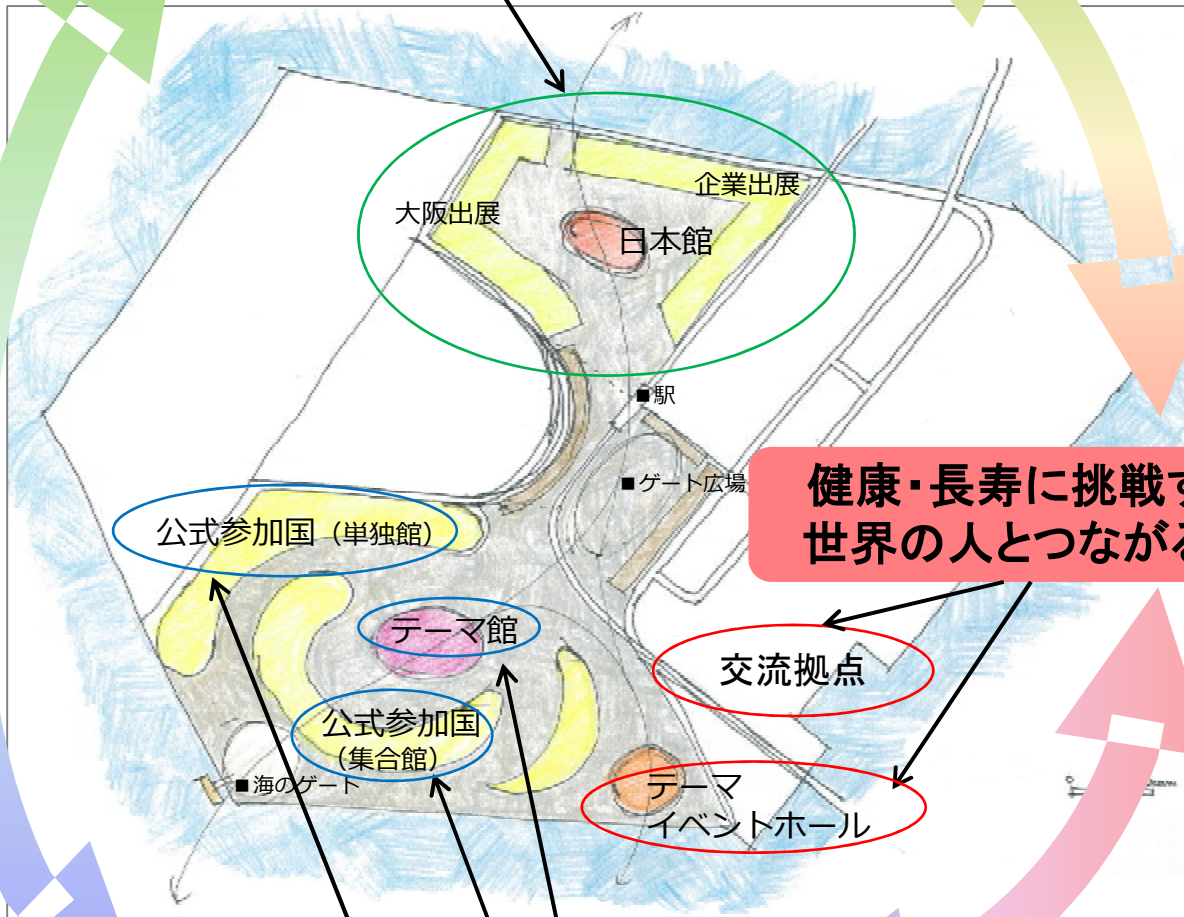 企業出展
大阪出展
日本館
■駅
■ゲート広場
健康・長寿に挑戦す
世界の人とつながる
公式参加国（単独館）
テーマ館
交流拠点
公式参加国
（集合館）
■海のゲート
テーマ
イベントホール